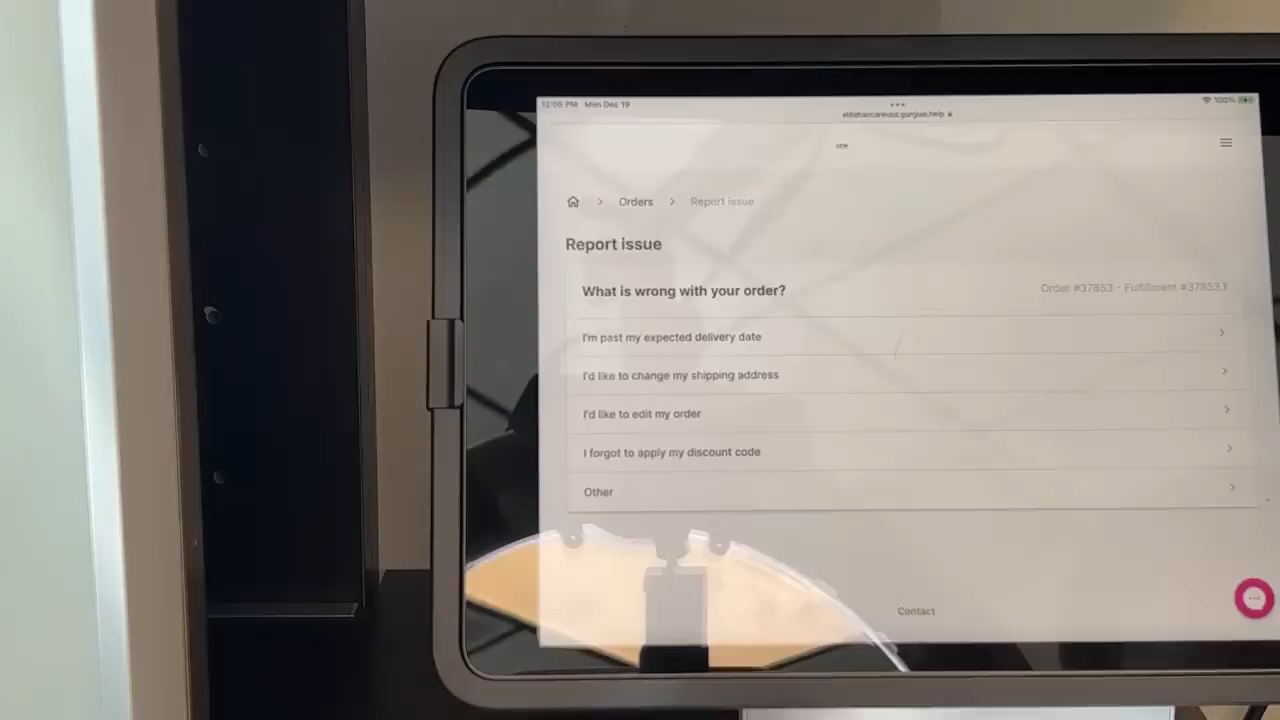 12:05 PM Mon Dec 19
100%
Orders > Report issue
Report issue
What is wrong with your order?
Order #37853 - Fulfillment #37853.1
I'm past my expected delivery date
I'd like to change my shipping address
I'd like to edit my order
I forgot to apply my discount code
Other
Contact